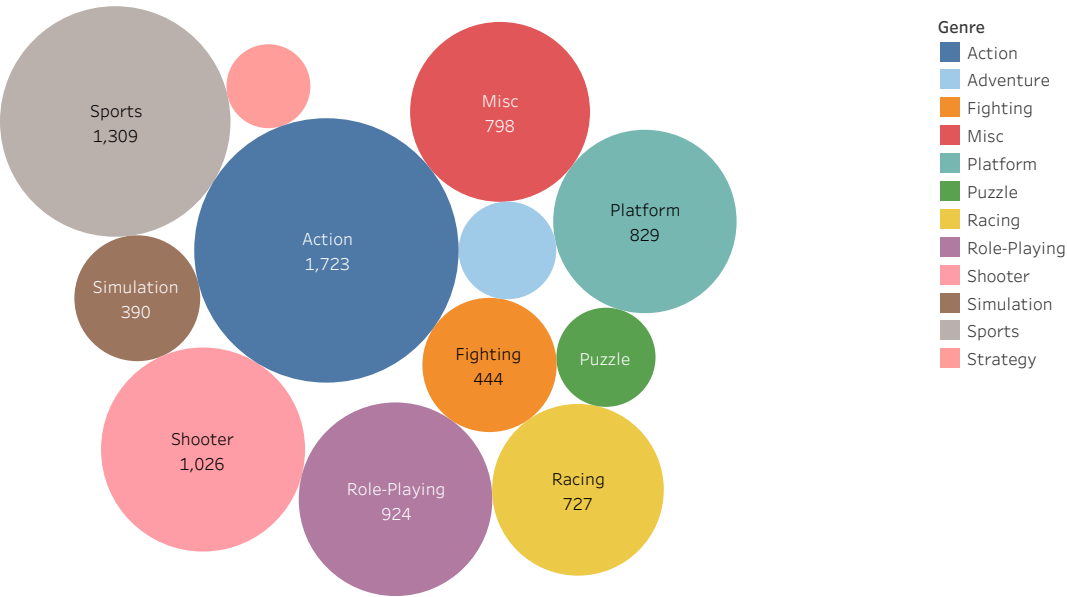 Sports
1,309
Misc
798
Platform
829
Action
1,723
Simulation
390
Fighting
444
Puzzle
Shooter
1,026
Role-Playing
924
Racing
727
Genre
Action
Adventure
Fighting
Misc
Platform
Puzzle
Racing
Role-Playing
Shooter
Simulation
Sports
Strategy